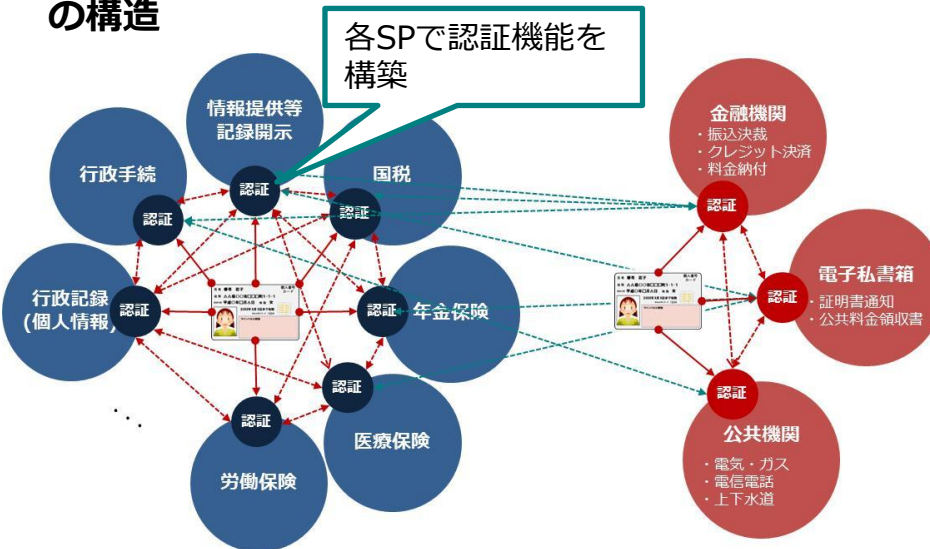 の構造
各SPで認証機能を
構築
情報提供等
記録開示
認証
行政手続
認証
国税
認証
行政記録
(個人情報)
認証
年金保険
認証
医療保険
認証
労働保険
認証
・・・
金融機関
・振込決裁
・クレジット決済
・料金納付
認証
電子私書箱
・証明書通知
・公共料金領収書
認証
公共機関
・電気・ガス
・電信電話
・上下水道
認証